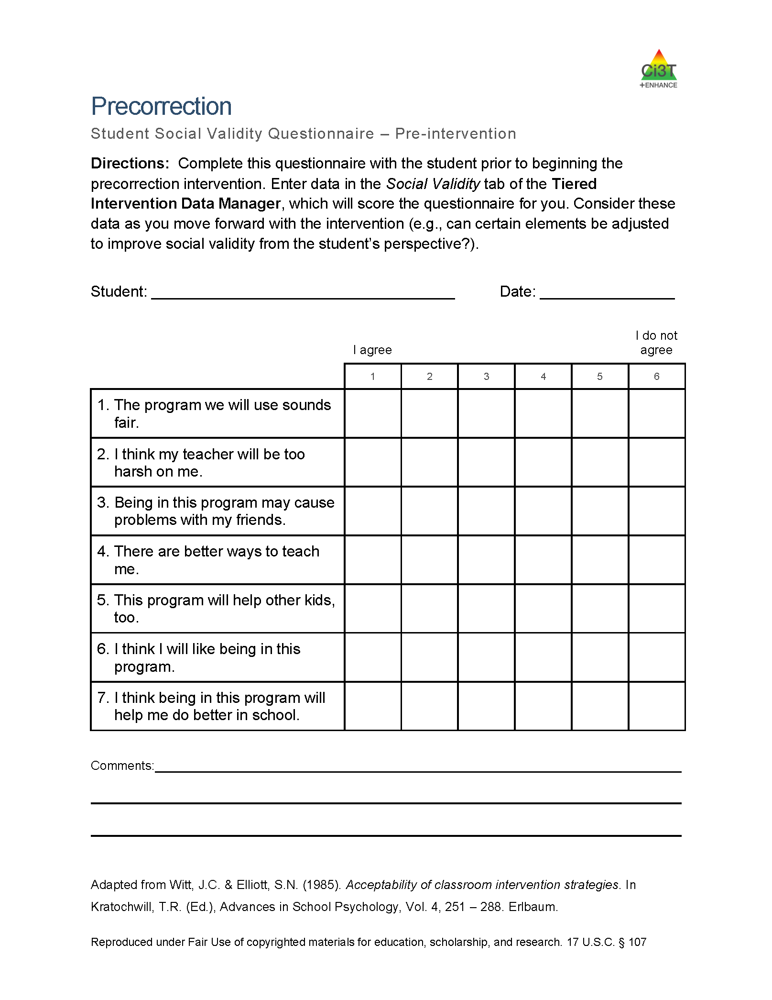 Ci3T
+ENHANCE
Precorrection
Student Social Validity Questionnaire – Pre-intervention
Directions:  Complete this questionnaire with the student prior to beginning the
precorrection intervention. Enter data in the Social Validity tab of the Tiered
Intervention Data Manager, which will score the questionnaire for you. Consider these
data as you move forward with the intervention (e.g., can certain elements be adjusted
to improve social validity from the student’s perspective?).
Student: Date:
I agree
I do not
agree
1 2 3 4 5 6
1. The program we will use sounds
fair.
2. I think my teacher will be too
harsh on me.
3. Being in this program may cause
problems with my friends.
4. There are better ways to teach
me.
5. This program will help other kids,
too.
6. I think I will like being in this
program.
7. I think being in this program will
help me do better in school.
Comments:
Adapted from Witt, J.C. & Elliott, S.N. (1985). Acceptability of classroom intervention strategies. In
Kratochwill, T.R. (Ed.), Advances in School Psychology, Vol. 4, 251 – 288. Erlbaum.
Reproduced under Fair Use of copyrighted materials for education, scholarship, and research. 17 U.S.C. § 107